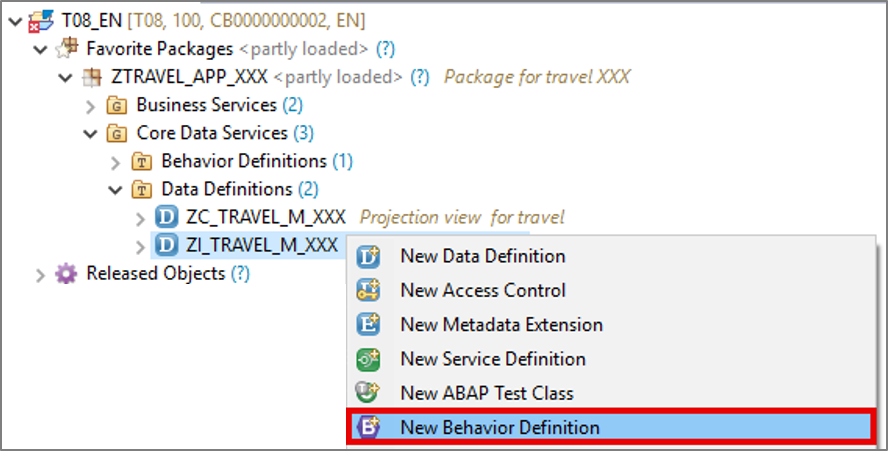 T08_EN [T08, 100, CB0000000002, EN]
Favorite Packages <partly loaded> (?)
ZTRAVEL_APP_XXX <partly loaded> (?) Package for travel XXX
G Business Services (2)
G Core Data Services (3)
T Behavior Definitions (1)
T Data Definitions (2)
D ZC_TRAVEL_M_XXX Projection view for travel
D ZI_TRAVEL_M_XXX
D New Data Definition
New Access Control
E New Metadata Extension
New Service Definition
New ABAP Test Class
B New Behavior Definition
Released Objects (?)